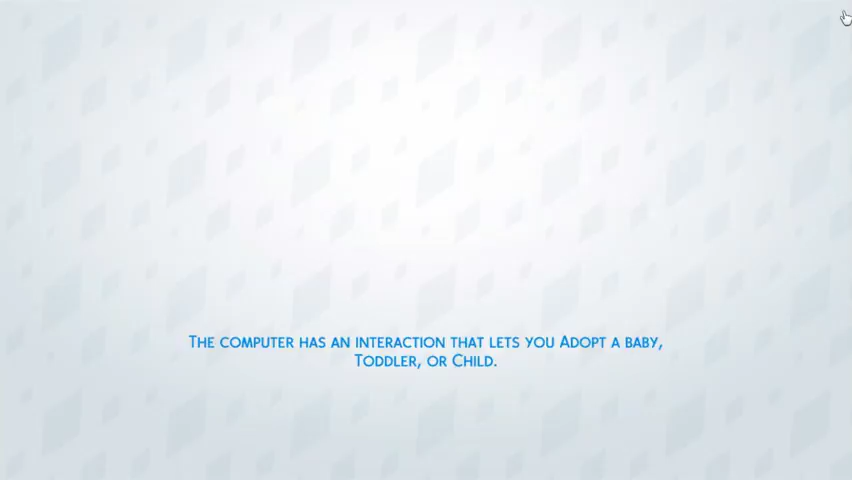 The computer has an interaction that lets you Adopt a baby,
Toddler, or Child.